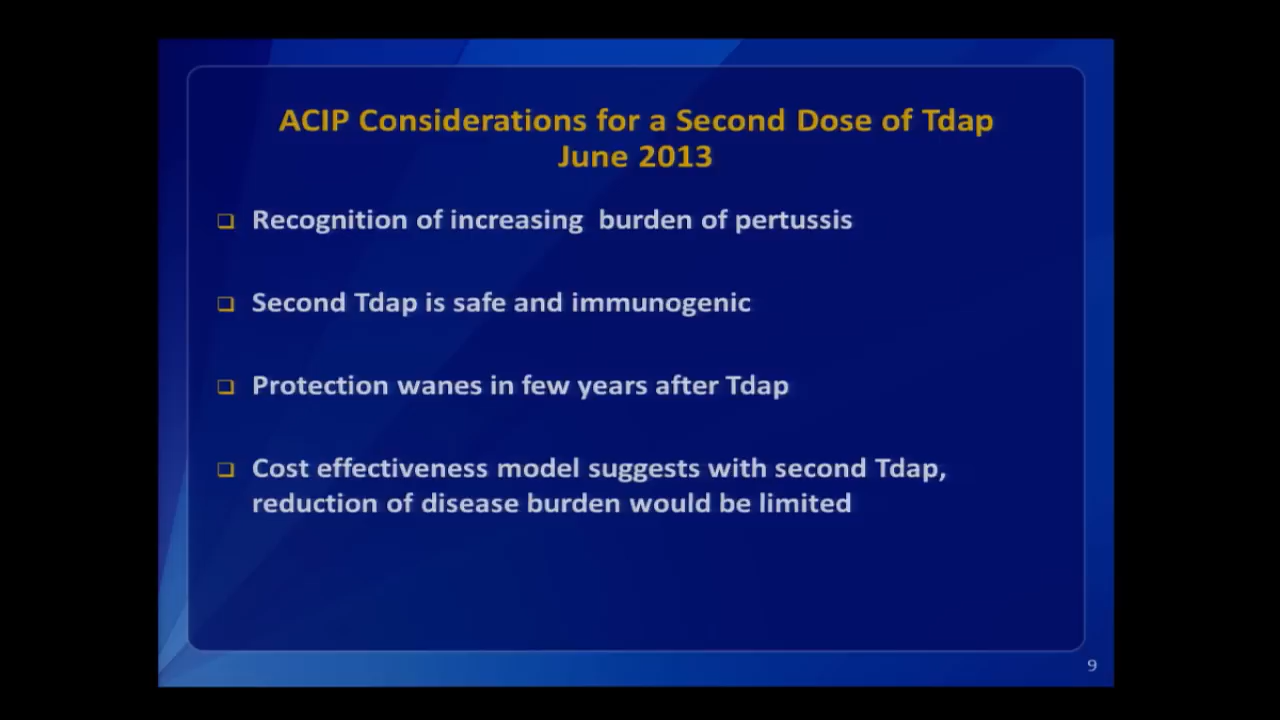 ACIP Considerations for a Second Dose of Tdap
June 2013
Recognition of increasing burden of pertussis
Second Tdap is safe and immunogenic
Protection wanes in few years after Tdap
Cost effectiveness model suggests with second Tdap,
reduction of disease burden would be limited
9